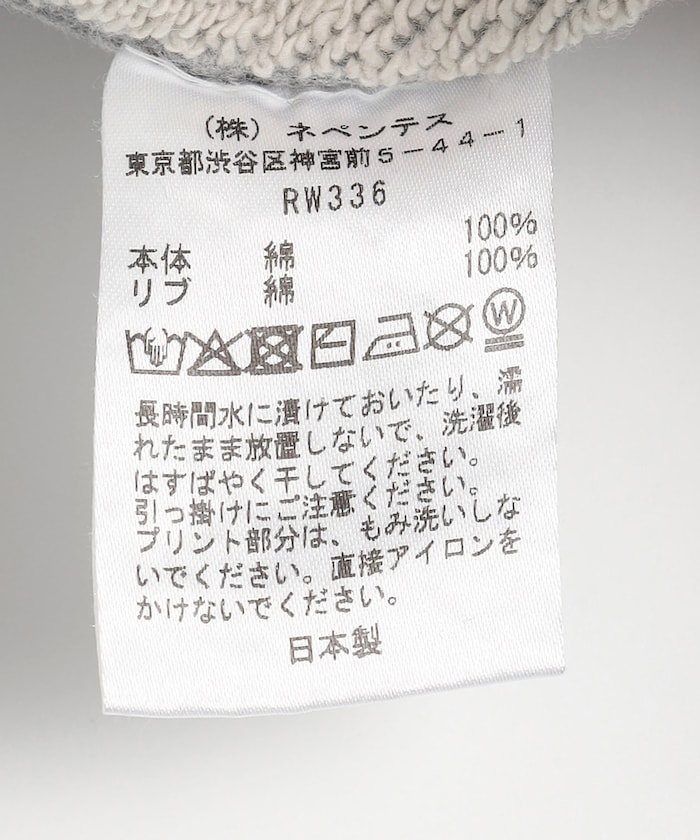 (株) ネペンテス
東京都渋谷区神宮前5-44-1
RW336
本体 綿 100%
リブ 綿 100%
W
長時間水に漬けておいたり、濡
れたまま放置しないで、洗濯後
はすばやく干してください。
引っ掛けにご注意ください。
プリント部分は、もみ洗いしな
いでください。直接アイロンを
かけないでください。
日本製